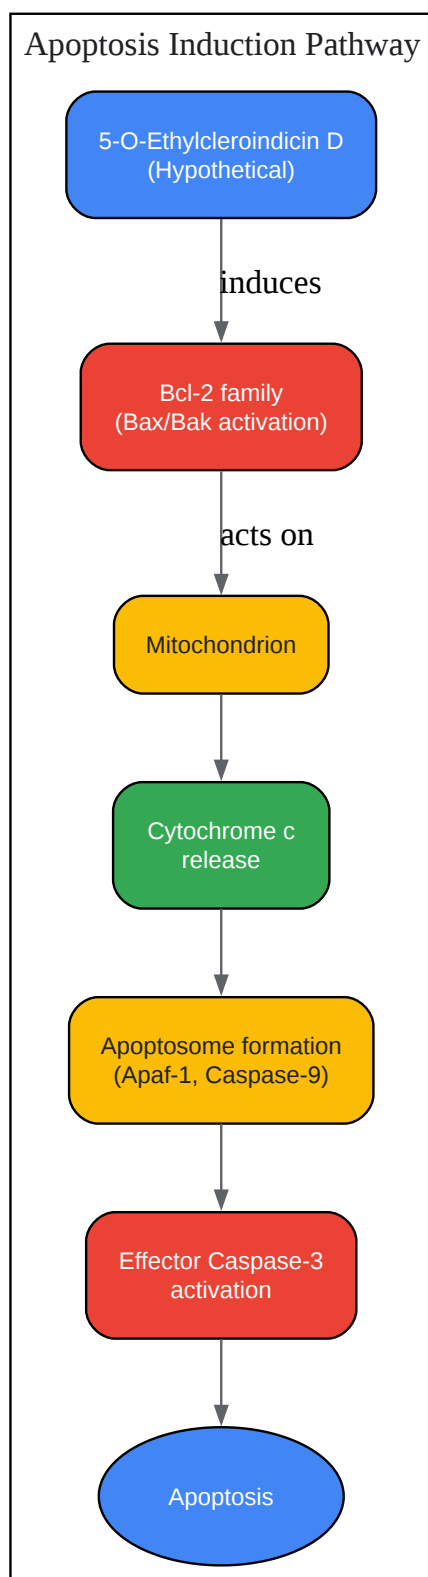 Apoptosis Induction Pathway
5-O-Ethylcleroindicin D
(Hypothetical)
induces
Bcl-2 family
(Bax/Bak activation)
acts on
Mitochondrion
Cytochrome c
release
Apoptosome formation
(Apaf-1, Caspase-9)
Effector Caspase-3
activation
Apoptosis